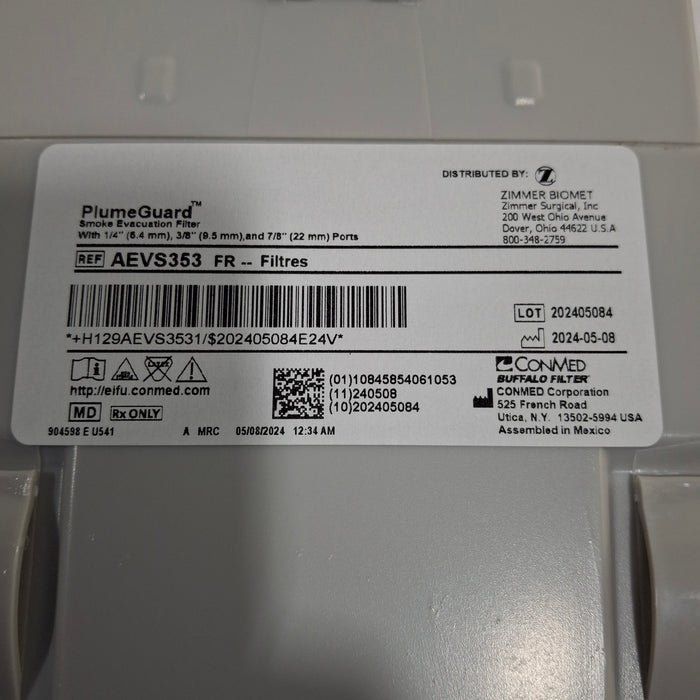 DISTRIBUTED BY: Z
ZIMMER BIOMET
Zimmer Surgical, Inc
200 West Ohio Avenue
Dover, Ohio 44622 U.S.A
800-348-2759
PlumeGuard™
Smoke Evacuation Filter
With 1/4" (6.4 mm), 3/8" (9.5 mm),and 7/8" (22 mm) Ports
REF AEVS353 FR -- Filtres
*+H129AEVS3531/$202405084E24V*
LOT 202405084
2024-05-08
http://eifu.conmed.com
MD Rx ONLY
(01)10845854061053
(11)240508
(10)202405084
CONMED
BUFFALO FILTER
CONMED Corporation
525 French Road
Utica, N.Y. 13502-5994 USA
Assembled in Mexico
904598 E U541 A MRC 05/08/2024 12:34 AM